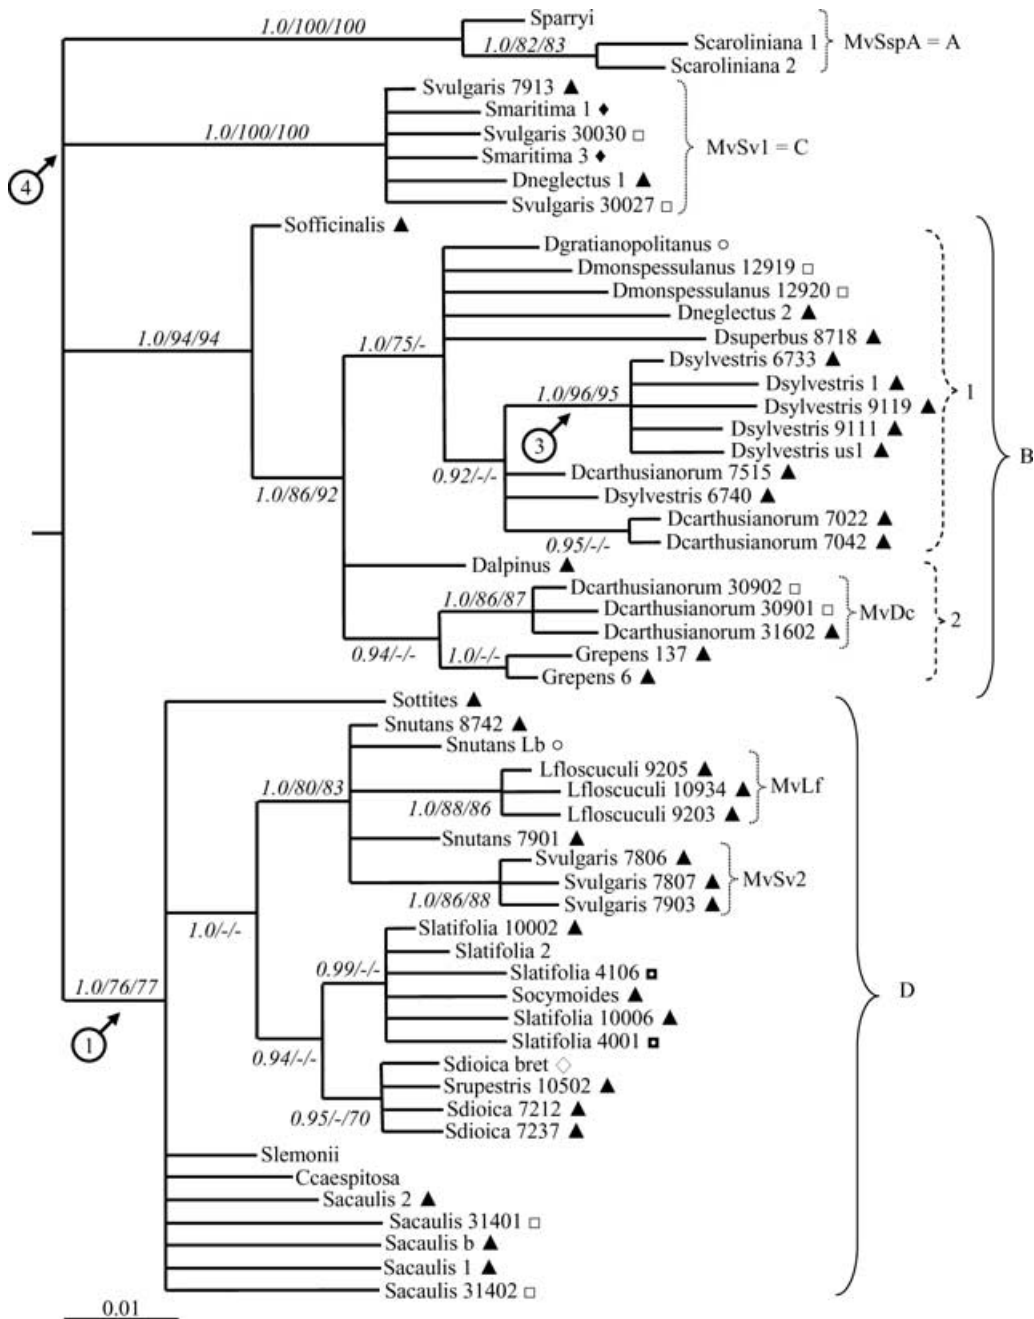 1.0/100/100
Sparryi
1.0/82/83
Scaroliniana 1
Scaroliniana 2
MvSspA = A
Svulgaris 7913 ▲
Smaritima 1 ♦
1.0/100/100
Svulgaris 30030 □
MvSv1 = C
Smaritima 3 ♦
4
Dneglectus 1 ▲
Svulgaris 30027 □
Sofficinalis ▲
Dgratianopolitanus ○
Dmonspessulanus 12919 □
Dmonspessulanus 12920 □
Dneglectus 2 ▲
1.0/94/94
1.0/75/-
Dsuperbus 8718 ▲
Dsylvestris 6733 ▲
1.0/96/95
Dsylvestris 1 ▲
1
Dsylvestris 9119 ▲
Dsylvestris 9111 ▲
3
Dsylvestris us1 ▲
B
0.92/-/-
Dcarthusianorum 7515 ▲
1.0/86/92
Dsylvestris 6740 ▲
Dcarthusianorum 7022 ▲
0.95/-/-
Dcarthusianorum 7042 ▲
Dalpinus ▲
Dcarthusianorum 30902 □
1.0/86/87
Dcarthusianorum 30901 □
MvDc
2
Dcarthusianorum 31602 ▲
0.94/-/-
1.0/-/-
Grepens 137 ▲
Grepens 6 ▲
Sottites ▲
Snutans 8742 ▲
Snutans Lb ○
Lfloscuculi 9205 ▲
1.0/80/83
Lfloscuculi 10934 ▲
MvLf
1.0/88/86
Lfloscuculi 9203 ▲
Snutans 7901 ▲
Svulgaris 7806 ▲
Svulgaris 7807 ▲
MvSv2
1.0/86/88
Svulgaris 7903 ▲
1.0/-/-
Slatifolia 10002 ▲
Slatifolia 2
0.99/-/-
Slatifolia 4106 ◘
1.0/76/77
Socymoides ▲
D
Slatifolia 10006 ▲
1
Slatifolia 4001 ◘
0.94/-/-
Sdioica bret ◇
Srupestris 10502 ▲
0.95/-/70
Sdioica 7212 ▲
Sdioica 7237 ▲
Slemonii
Ccaespitosa
Sacaulis 2 ▲
Sacaulis 31401 □
Sacaulis b ▲
Sacaulis 1 ▲
Sacaulis 31402 □
0.01